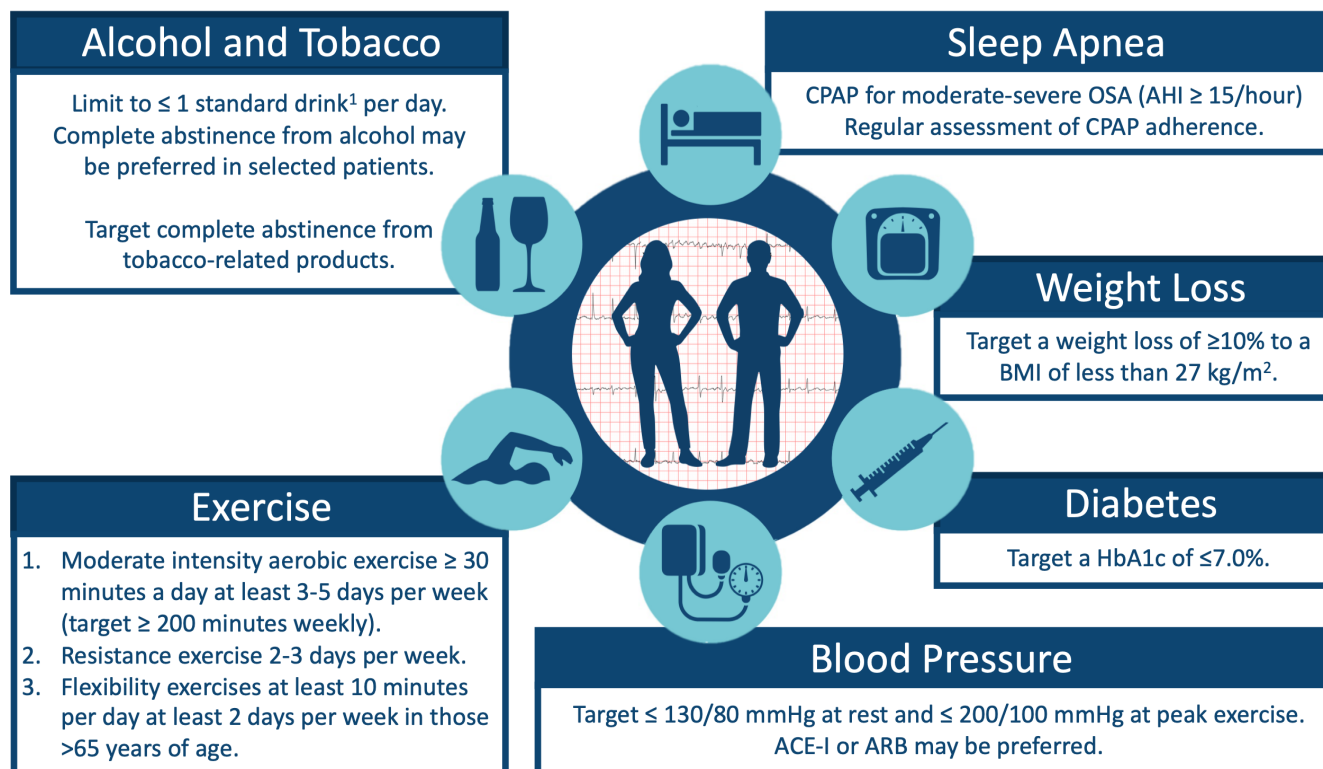 Alcohol and Tobacco
Limit to ≤ 1 standard drink¹ per day.
Complete abstinence from alcohol may
be preferred in selected patients.
Target complete abstinence from
tobacco-related products.
Sleep Apnea
CPAP for moderate-severe OSA (AHI ≥ 15/hour)
Regular assessment of CPAP adherence.
Weight Loss
Target a weight loss of ≥10% to a
BMI of less than 27 kg/m².
Diabetes
Target a HbA1c of ≤7.0%.
Exercise
1. Moderate intensity aerobic exercise ≥ 30
minutes a day at least 3-5 days per week
(target ≥ 200 minutes weekly).
2. Resistance exercise 2-3 days per week.
3. Flexibility exercises at least 10 minutes
per day at least 2 days per week in those
>65 years of age.
Blood Pressure
Target ≤ 130/80 mmHg at rest and ≤ 200/100 mmHg at peak exercise.
ACE-I or ARB may be preferred.